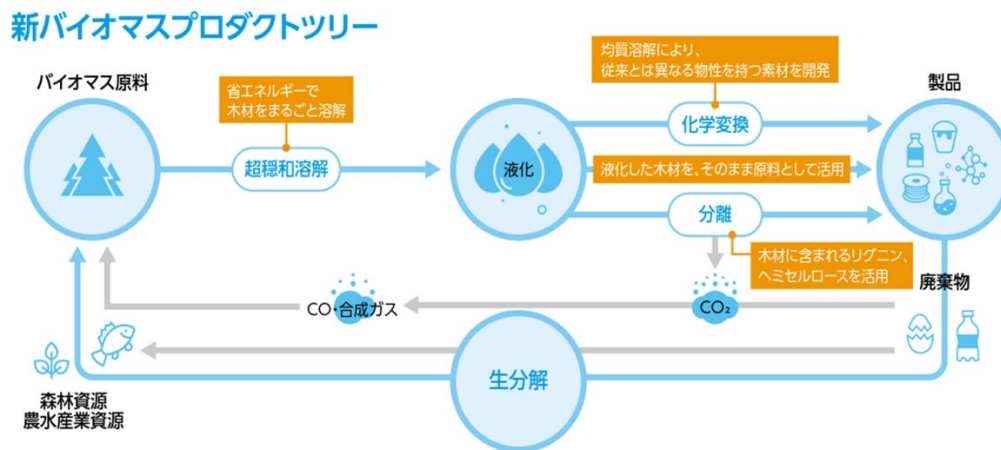 新バイオマスプロダクトツリー
バイオマス原料
省エネルギーで
木材をまるごと溶解
超穏和溶解
液化
均質溶解により、
従来とは異なる物性を持つ素材を開発
化学変換
液化した木材を、そのまま原料として活用
分離
木材に含まれるリグニン、
ヘミセルロースを活用
製品
廃棄物
CO₂
CO・合成ガス
生分解
森林資源
農水産業資源